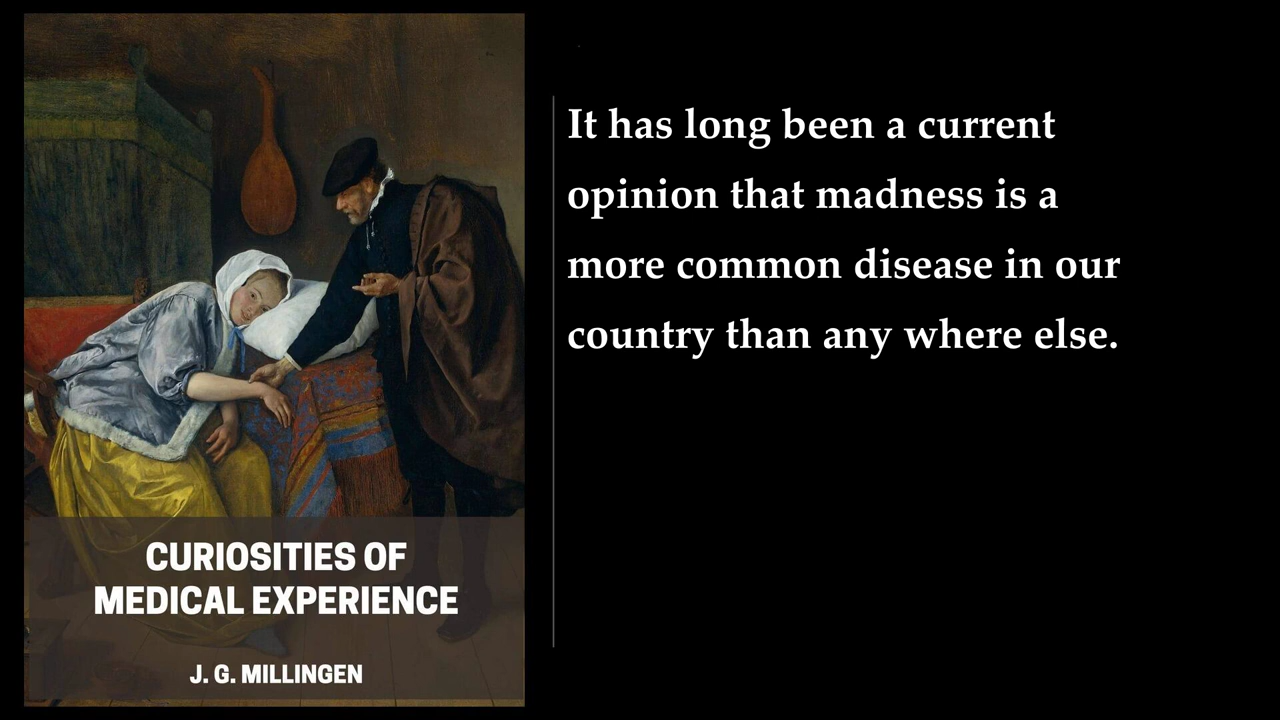 It has long been a current
opinion that madness is a
more common disease in our
country than any where else.
CURIOSITIES OF
MEDICAL EXPERIENCE
J. G. MILLINGEN